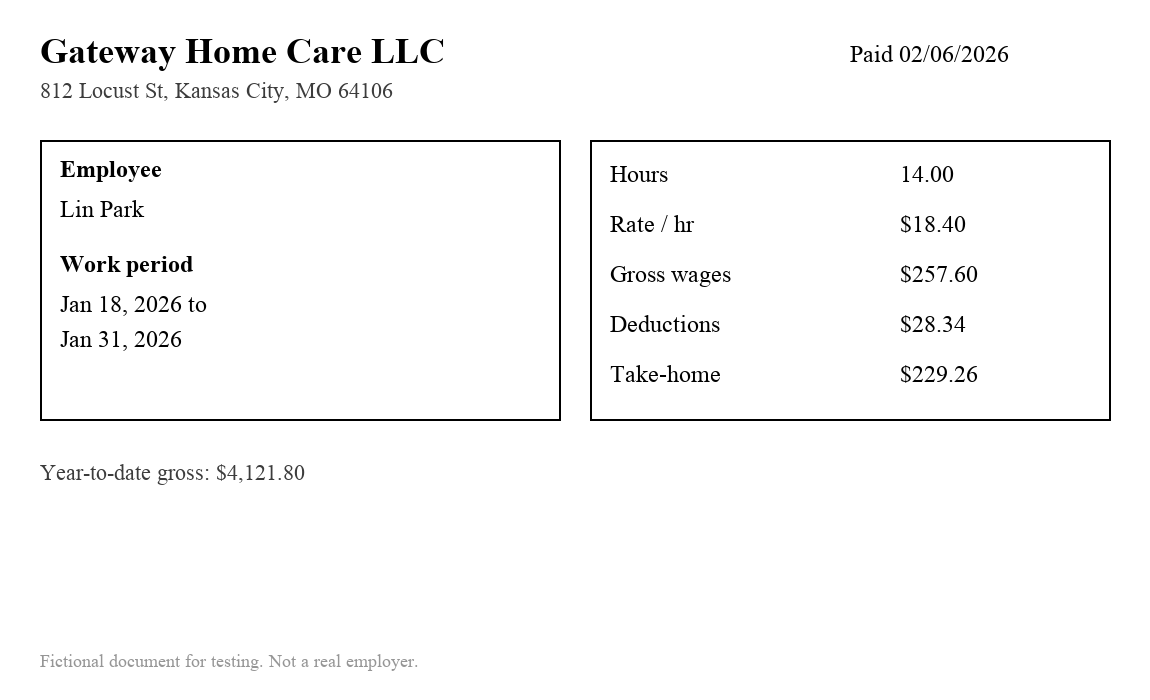 Gateway Home Care LLC
Paid 02/06/2026
812 Locust St, Kansas City, MO 64106
Employee
Lin Park
Work period
Jan 18, 2026 to
Jan 31, 2026
Hours 14.00
Rate / hr $18.40
Gross wages $257.60
Deductions $28.34
Take-home $229.26
Year-to-date gross: $4,121.80
Fictional document for testing. Not a real employer.